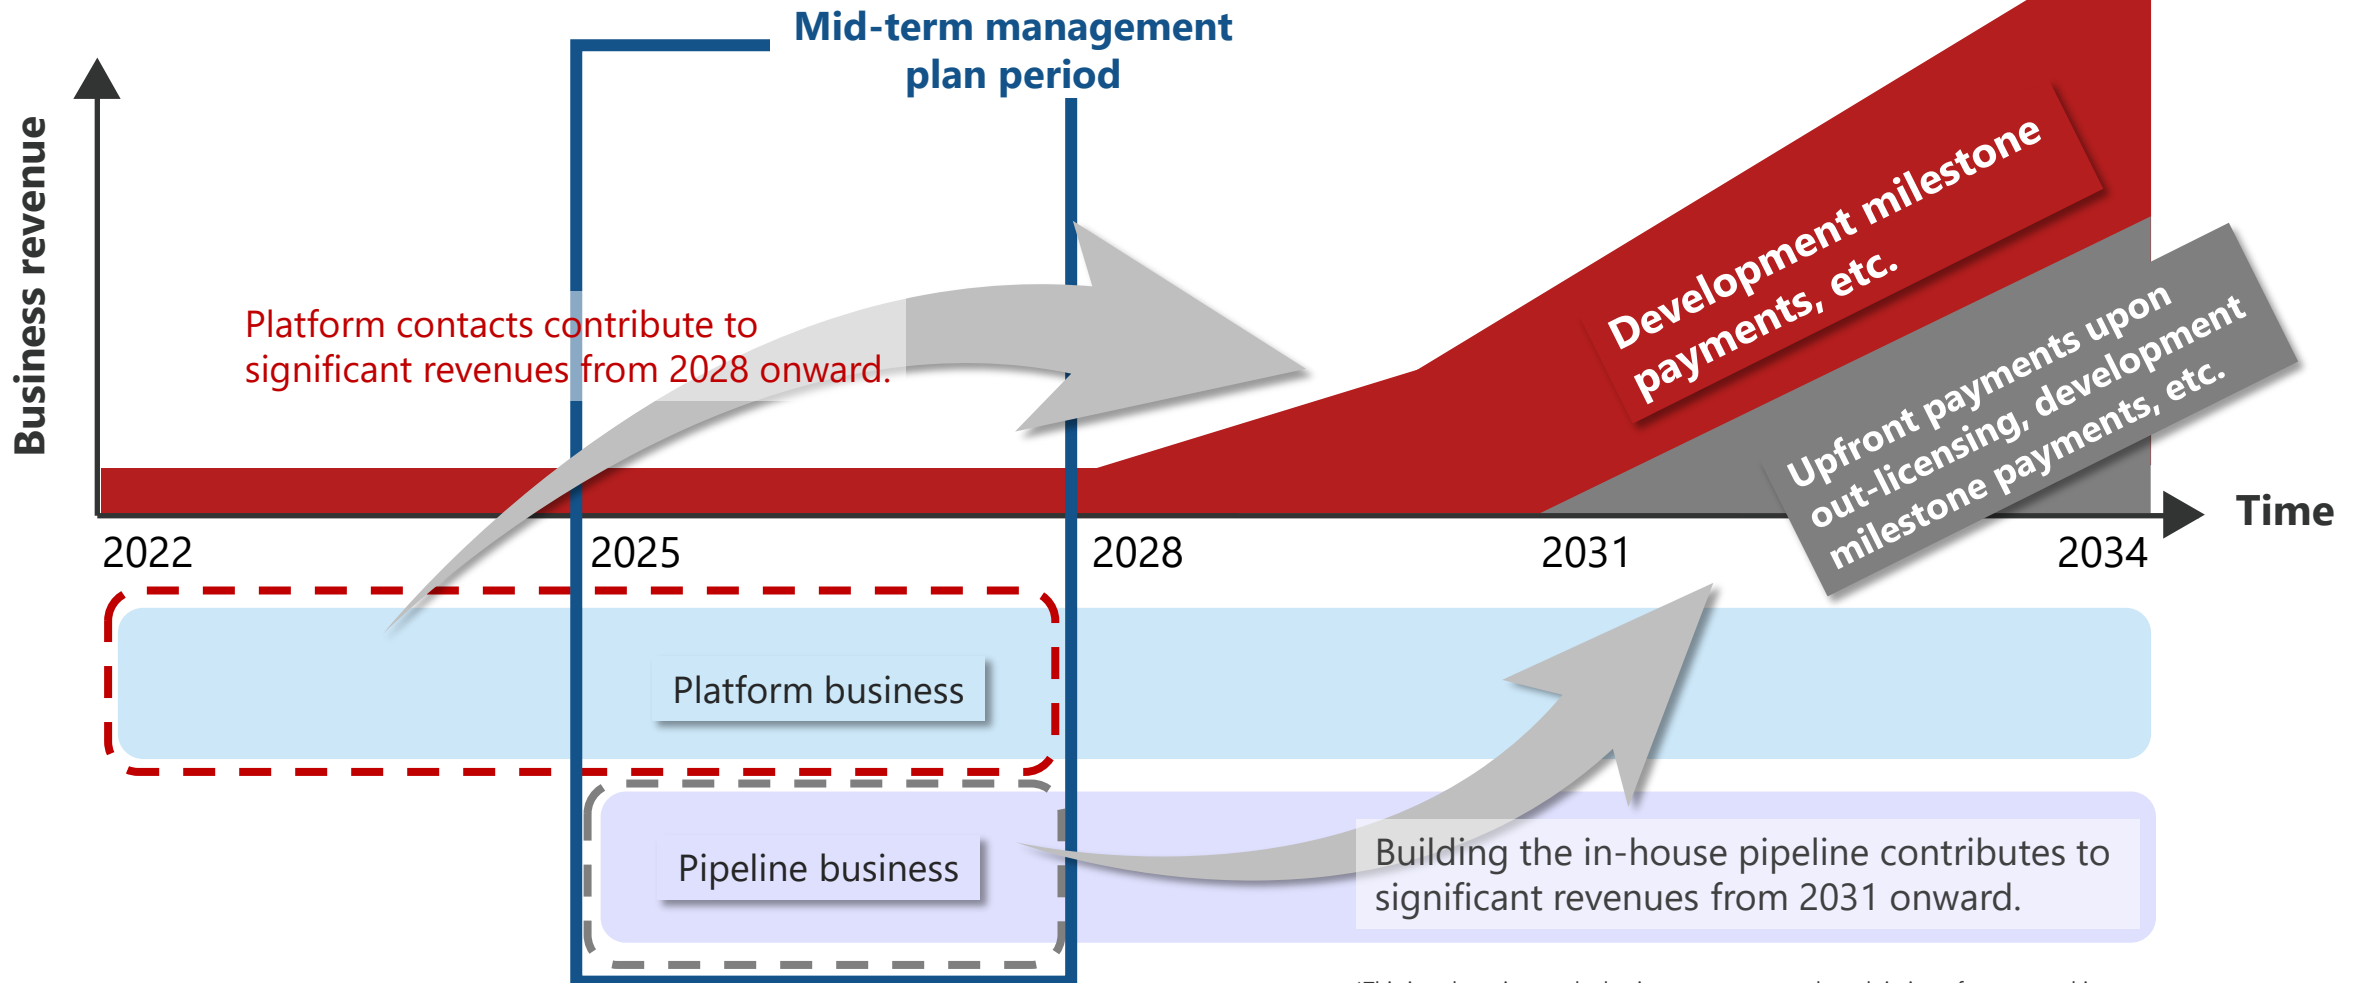 Mid-term management
plan period
Business revenue
Platform contacts contribute to
significant revenues from 2028 onward.
Development milestone
payments, etc.
Upfront payments upon
out-licensing, development
milestone payments, etc.
Time
2022
2025
2028
2031
2034
Platform business
Pipeline business
Building the in-house pipeline contributes to
significant revenues from 2031 onward.